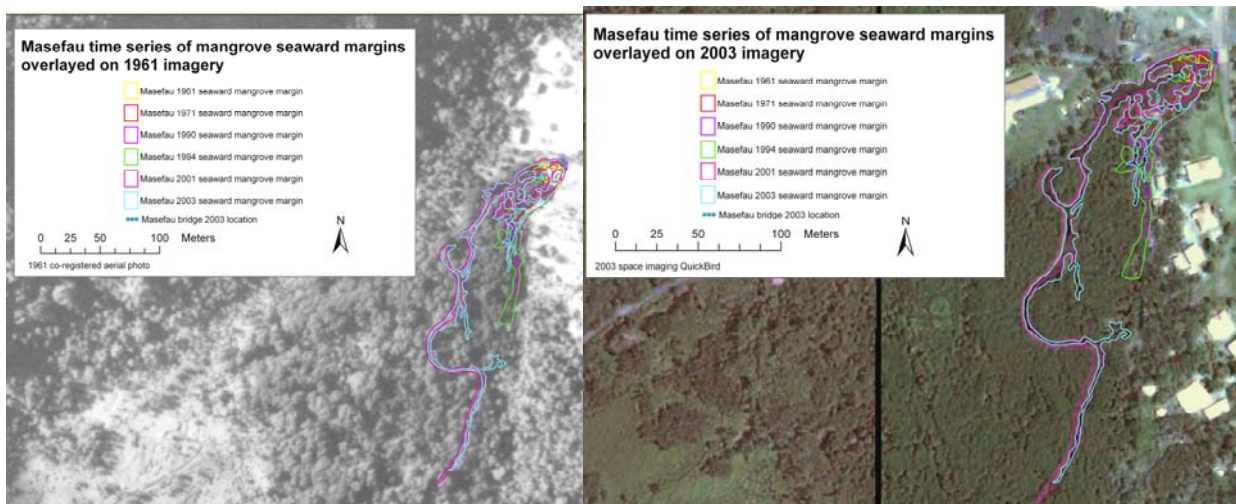 Masefau time series of mangrove seaward margins
overlayed on 1961 imagery
Masefau 1961 seaward mangrove margin
Masefau 1971 seaward mangrove margin
Masefau 1990 seaward mangrove margin
Masefau 1994 seaward mangrove margin
Masefau 2001 seaward mangrove margin
Masefau 2003 seaward mangrove margin
Masefau bridge 2003 location
N
0 25 50 100 Meters
1961 co-registered aerial photo
Masefau time series of mangrove seaward margins
overlayed on 2003 imagery
Masefau 1961 seaward mangrove margin
Masefau 1971 seaward mangrove margin
Masefau 1990 seaward mangrove margin
Masefau 1994 seaward mangrove margin
Masefau 2001 seaward mangrove margin
Masefau 2003 seaward mangrove margin
Masefau bridge 2003 location
N
0 25 50 100 Meters
2003 space imaging QuickBird